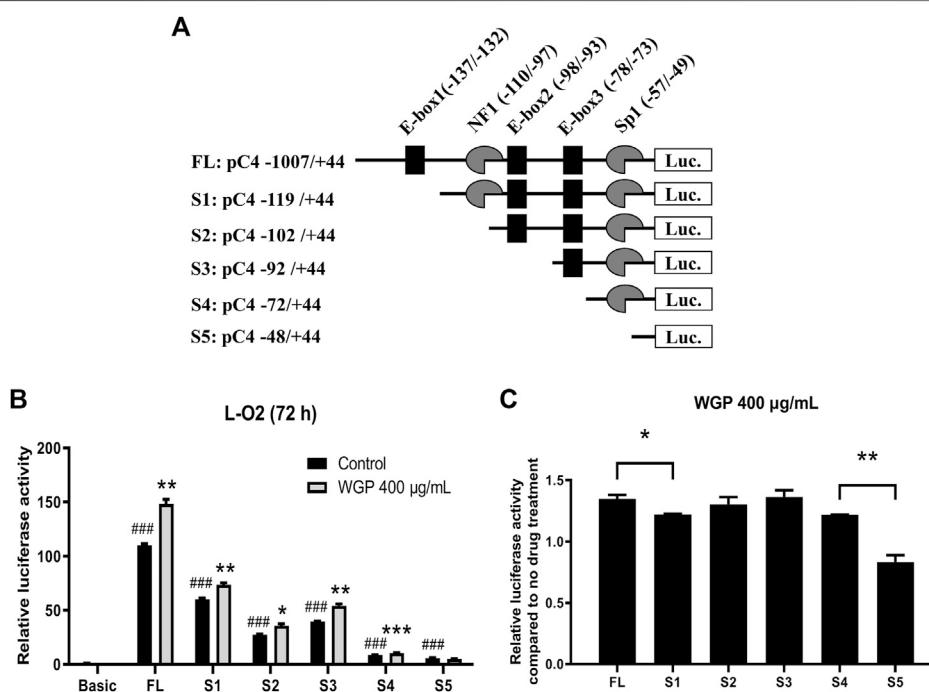 A
E-box1(-137/-132)
NF1 (-110/-97)
E-box2 (-98/-93)
E-box3 (-78/-73)
Sp1 (-57/-49)
FL: pC4 -1007/+44
Luc.
S1: pC4 -119 /+44
Luc.
S2: pC4 -102 /+44
Luc.
S3: pC4 -92 /+44
Luc.
S4: pC4 -72/+44
Luc.
S5: pC4 -48/+44
Luc.
B
L-O2 (72 h)
Relative luciferase activity
200
150
100
50
0
Control
WGP 400 μg/mL
###
**
###
**
###
*
###
**
###
***
###
Basic
FL
S1
S2
S3
S4
S5
C
WGP 400 μg/mL
Relative luciferase activity
compared to no drug treatment
1.5
1.0
0.5
0.0
*
**
FL
S1
S2
S3
S4
S5